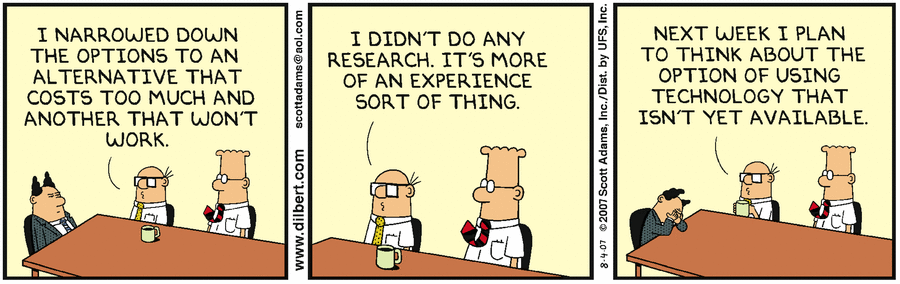 I NARROWED DOWN
THE OPTIONS TO AN
ALTERNATIVE THAT
COSTS TOO MUCH AND
ANOTHER THAT WON'T
WORK.
www.dilbert.com scottadams@aol.com
I DIDN'T DO ANY
RESEARCH. IT'S MORE
OF AN EXPERIENCE
SORT OF THING.
8-4-07 ©2007 Scott Adams, Inc./Dist. by UFS, Inc.
NEXT WEEK I PLAN
TO THINK ABOUT THE
OPTION OF USING
TECHNOLOGY THAT
ISN'T YET AVAILABLE.